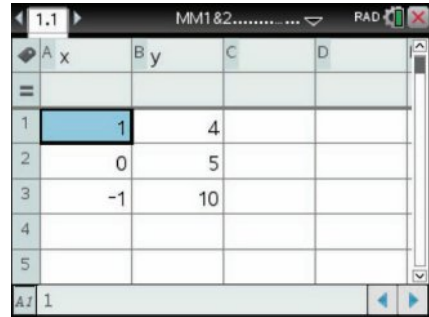 1.1 MM1&2........... RAD
A x B y C D
=
1 1 4
2 0 5
3 -1 10
4
5
A1 1